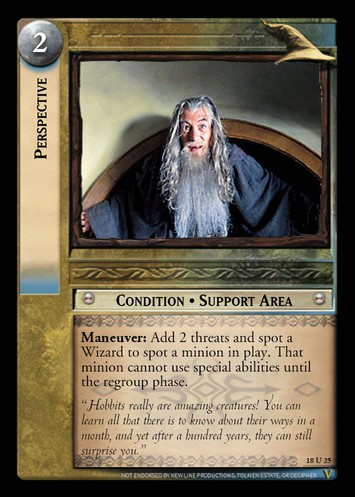 2
PERSPECTIVE
CONDITION • SUPPORT AREA
Maneuver: Add 2 threats and spot a
Wizard to spot a minion in play. That
minion cannot use special abilities until
the regroup phase.
“Hobbits really are amazing creatures! You can
learn all that there is to know about their ways in a
month, and yet after a hundred years, they can still
surprise you.”
18 U 25
NOT ENDORSED BY NEW LINE PRODUCTIONS, TOLKIEN ESTATE, OR DECIPHER.
V